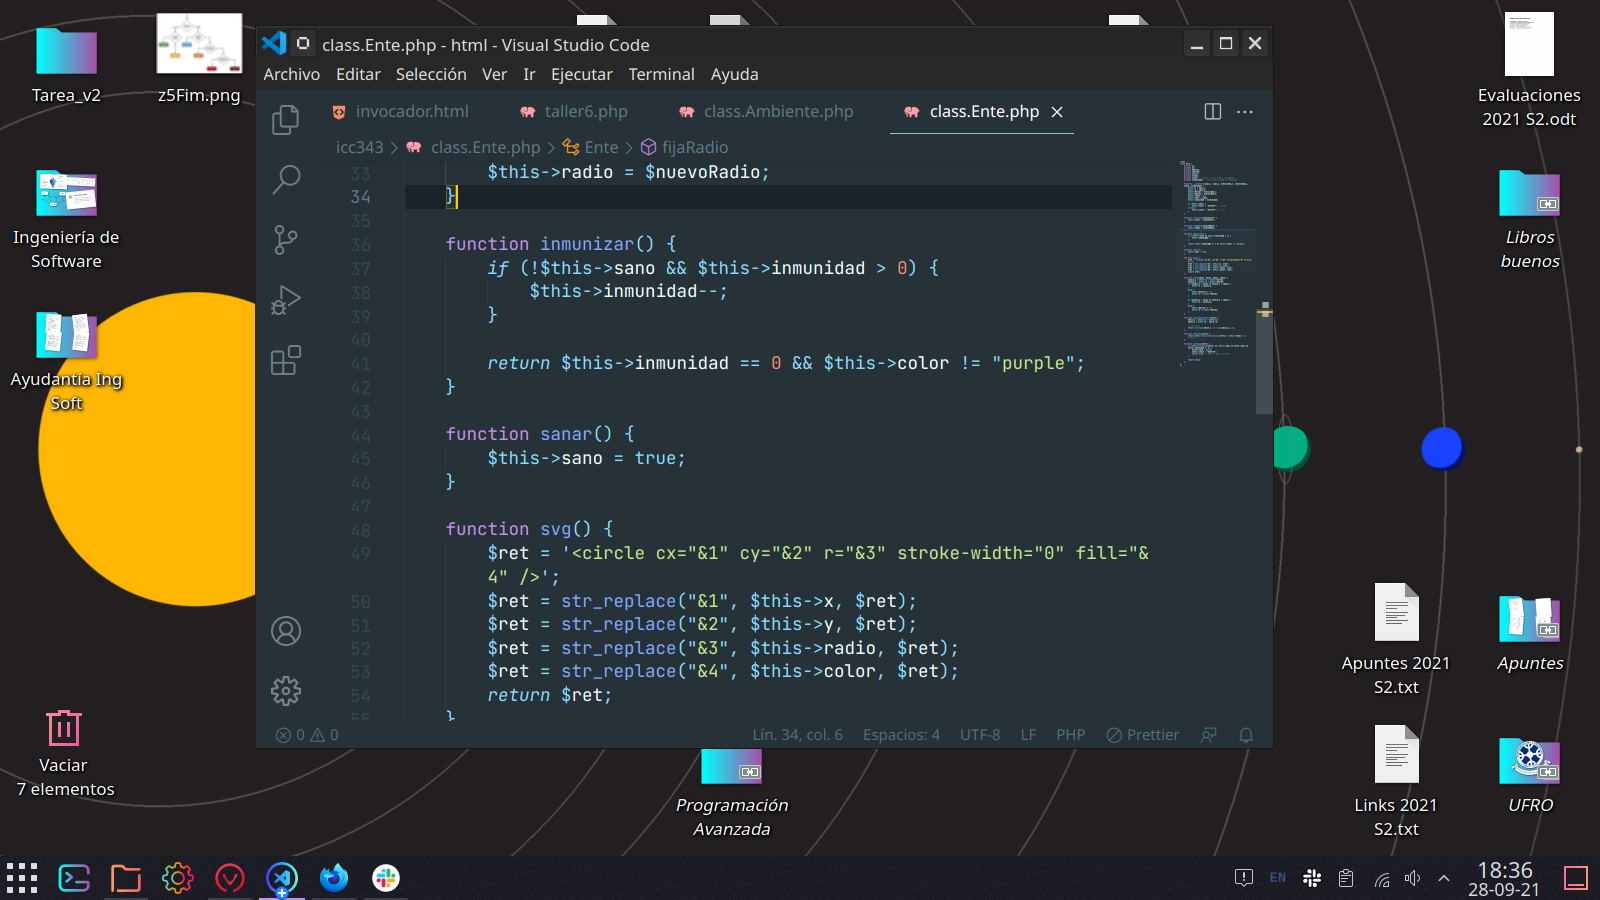 class.Ente.php - html - Visual Studio Code
Archivo Editar Selección Ver Ir Ejecutar Terminal Ayuda
invocador.html taller6.php class.Ambiente.php class.Ente.php
icc343 > class.Ente.php > Ente > fijaRadio
33 $this->radio = $nuevoRadio;
34 }
35
36 function inmunizar() {
37 if (!$this->sano && $this->inmunidad > 0) {
38 $this->inmunidad--;
39 }
40
41 return $this->inmunidad == 0 && $this->color != "purple";
42 }
43
44 function sanar() {
45 $this->sano = true;
46 }
47
48 function svg() {
49 $ret = '<circle cx="&1" cy="&2" r="&3" stroke-width="0" fill="&
4" />';
50 $ret = str_replace("&1", $this->x, $ret);
51 $ret = str_replace("&2", $this->y, $ret);
52 $ret = str_replace("&3", $this->radio, $ret);
53 $ret = str_replace("&4", $this->color, $ret);
54 return $ret;
55 }
0 0 Lín. 34, col. 6 Espacios: 4 UTF-8 LF PHP Prettier
Tarea_v2
z5Fim.png
Ingeniería de
Software
Ayudantía Ing
Soft
Vaciar
7 elementos
Programación
Avanzada
Evaluaciones
2021 S2.odt
Libros
buenos
Apuntes 2021
S2.txt
Apuntes
Links 2021
S2.txt
UFRO
EN
18:36
28-09-21